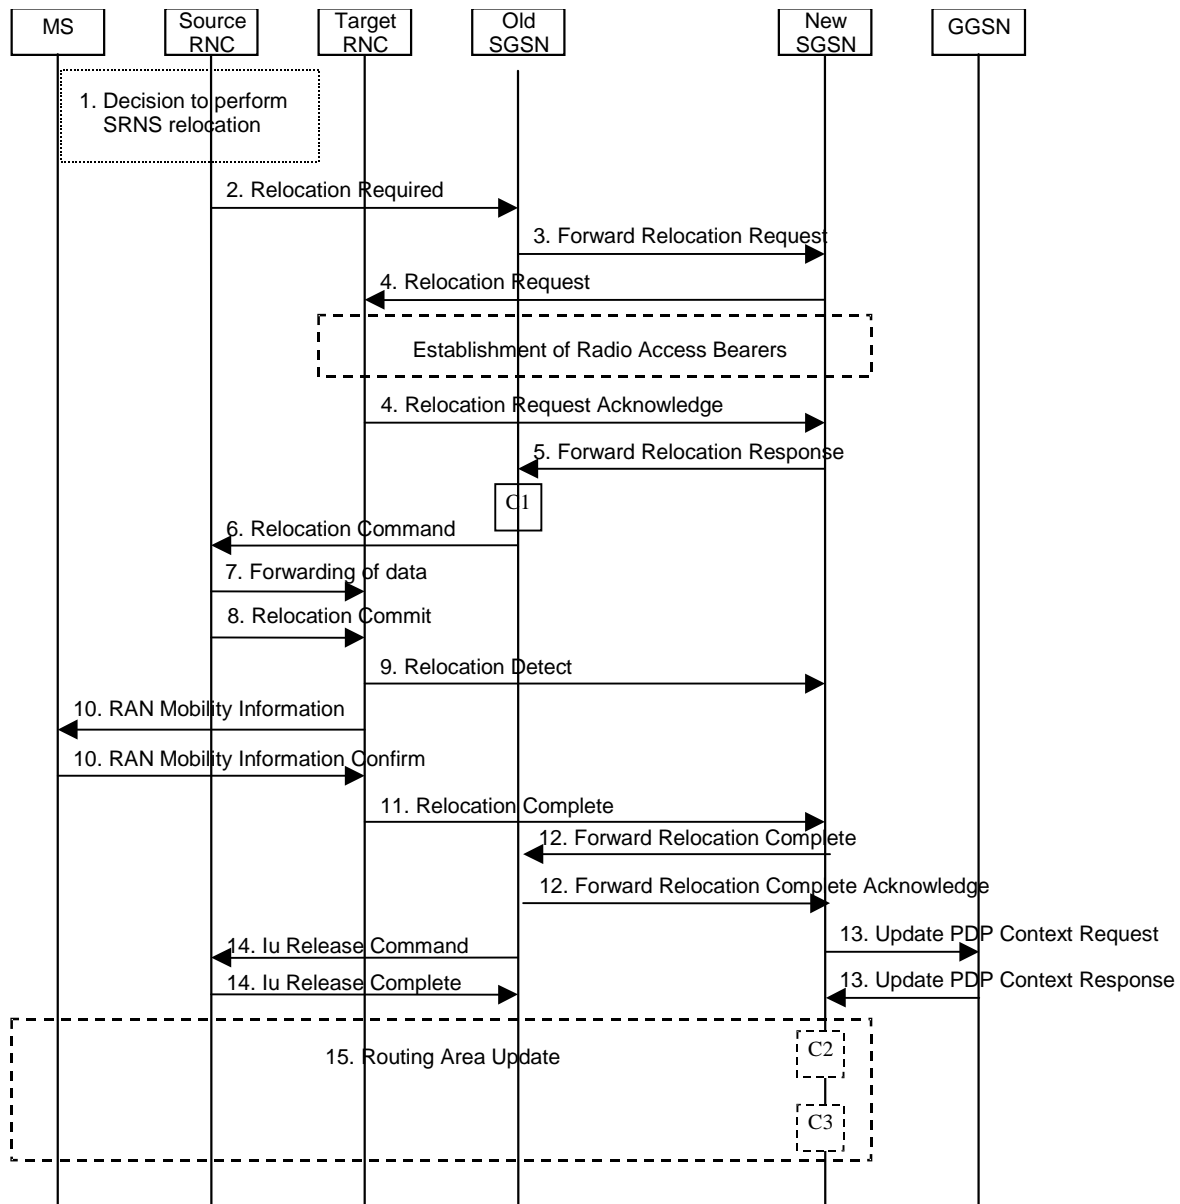 MS
Source
RNC
Target
RNC
Old
SGSN
New
SGSN
GGSN
1. Decision to perform
SRNS relocation
2. Relocation Required
3. Forward Relocation Request
4. Relocation Request
Establishment of Radio Access Bearers
4. Relocation Request Acknowledge
5. Forward Relocation Response
C1
6. Relocation Command
7. Forwarding of data
8. Relocation Commit
9. Relocation Detect
10. RAN Mobility Information
10. RAN Mobility Information Confirm
11. Relocation Complete
12. Forward Relocation Complete
12. Forward Relocation Complete Acknowledge
13. Update PDP Context Request
14. Iu Release Command
13. Update PDP Context Response
14. Iu Release Complete
15. Routing Area Update
C2
C3